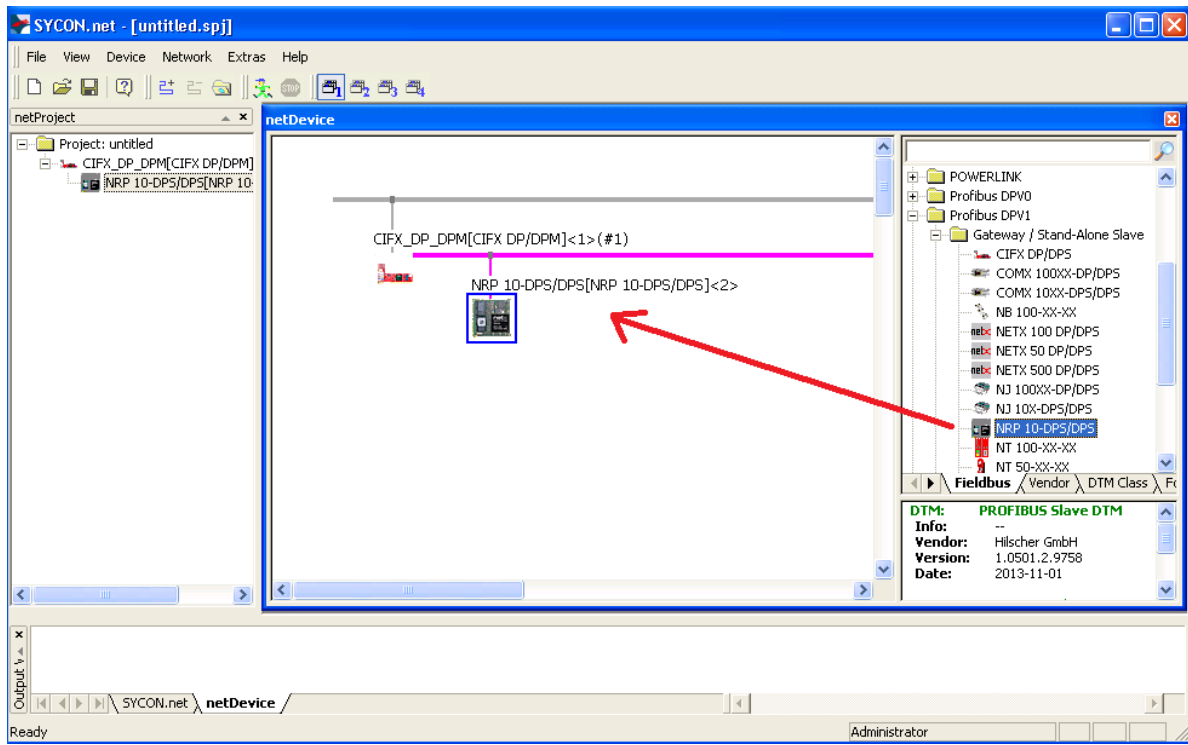 SYCON.net - [untitled.spj]
File View Device Network Extras Help
netProject
Project: untitled
CIFX_DP_DPM[CIFX DP/DPM]
NRP 10-DPS/DPS[NRP 10-
netDevice
CIFX_DP_DPM[CIFX DP/DPM]<1>(#1)
NRP 10-DPS/DPS[NRP 10-DPS/DPS]<2>
POWERLINK
Profibus DPV0
Profibus DPV1
Gateway / Stand-Alone Slave
CIFX DP/DPS
COMX 100XX-DP/DPS
COMX 10XX-DPS/DPS
NB 100-XX-XX
NETX 100 DP/DPS
NETX 50 DP/DPS
NETX 500 DP/DPS
NJ 100XX-DP/DPS
NJ 10X-DPS/DPS
NRP 10-DPS/DPS
NT 100-XX-XX
NT 50-XX-XX
Fieldbus Vendor DTM Class Fo
DTM: PROFIBUS Slave DTM
Info: --
Vendor: Hilscher GmbH
Version: 1.0501.2.9758
Date: 2013-11-01
Output
SYCON.net netDevice
Ready Administrator